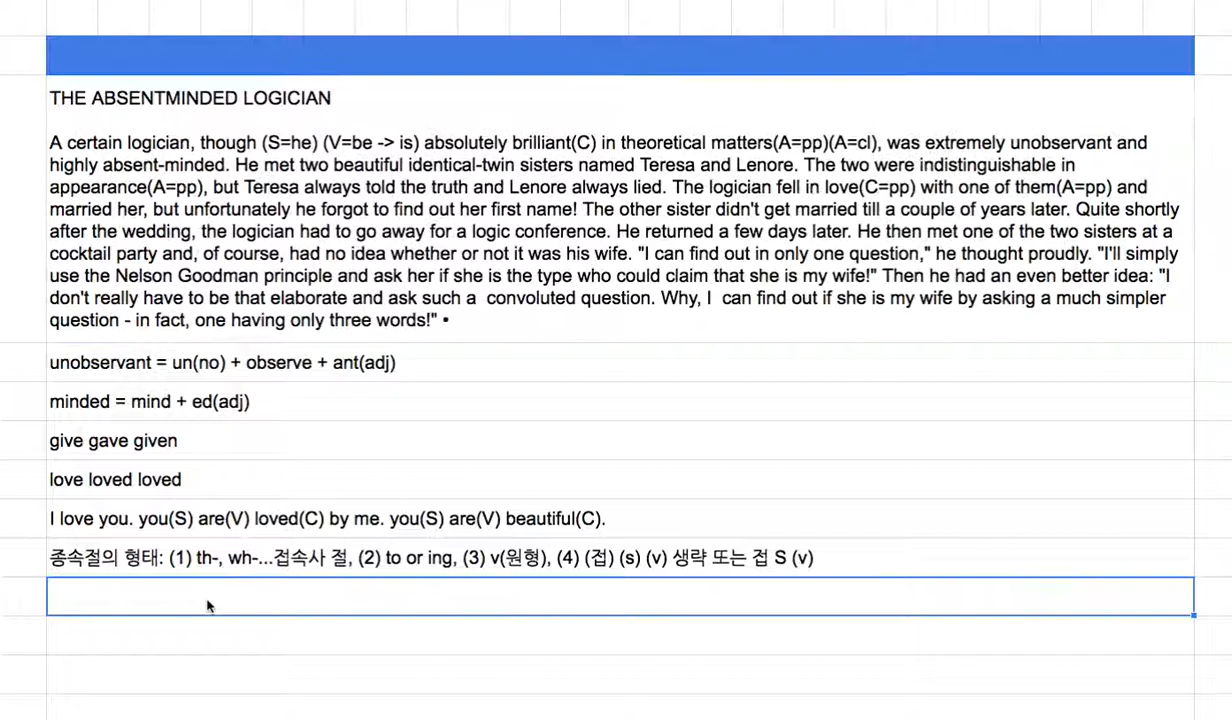 THE ABSENTMINDED LOGICIAN
A certain logician, though (S=he) (V=be -> is) absolutely brilliant(C) in theoretical matters(A=pp)(A=cl), was extremely unobservant and
highly absent-minded. He met two beautiful identical-twin sisters named Teresa and Lenore. The two were indistinguishable in
appearance(A=pp), but Teresa always told the truth and Lenore always lied. The logician fell in love(C=pp) with one of them(A=pp) and
married her, but unfortunately he forgot to find out her first name! The other sister didn't get married till a couple of years later. Quite shortly
after the wedding, the logician had to go away for a logic conference. He returned a few days later. He then met one of the two sisters at a
cocktail party and, of course, had no idea whether or not it was his wife. "I can find out in only one question," he thought proudly. "I'll simply
use the Nelson Goodman principle and ask her if she is the type who could claim that she is my wife!" Then he had an even better idea: "I
don't really have to be that elaborate and ask such a  convoluted question. Why, I  can find out if she is my wife by asking a much simpler
question - in fact, one having only three words!" •
unobservant = un(no) + observe + ant(adj)
minded = mind + ed(adj)
give gave given
love loved loved
I love you. you(S) are(V) loved(C) by me. you(S) are(V) beautiful(C).
종속절의 형태: (1) th-, wh-...접속사 절, (2) to or ing, (3) v(원형), (4) (접) (s) (v) 생략 또는 접 S (v)